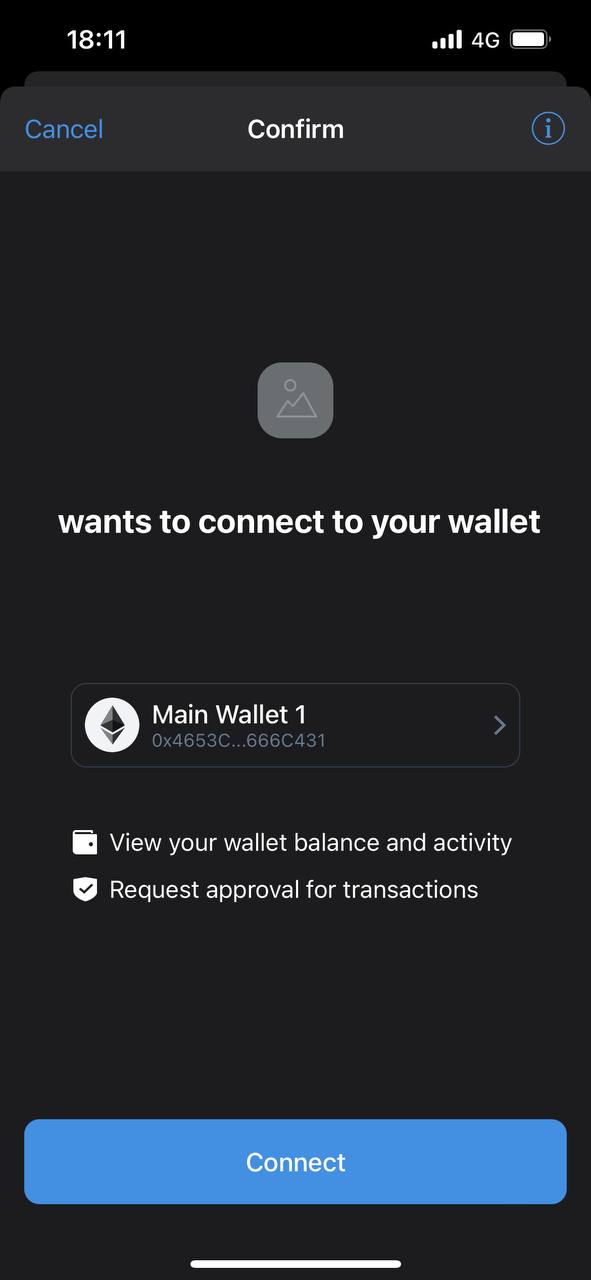 18:11
4G
Cancel
Confirm
i
wants to connect to your wallet
Main Wallet 1
0x4653C...666C431
View your wallet balance and activity
Request approval for transactions
Connect